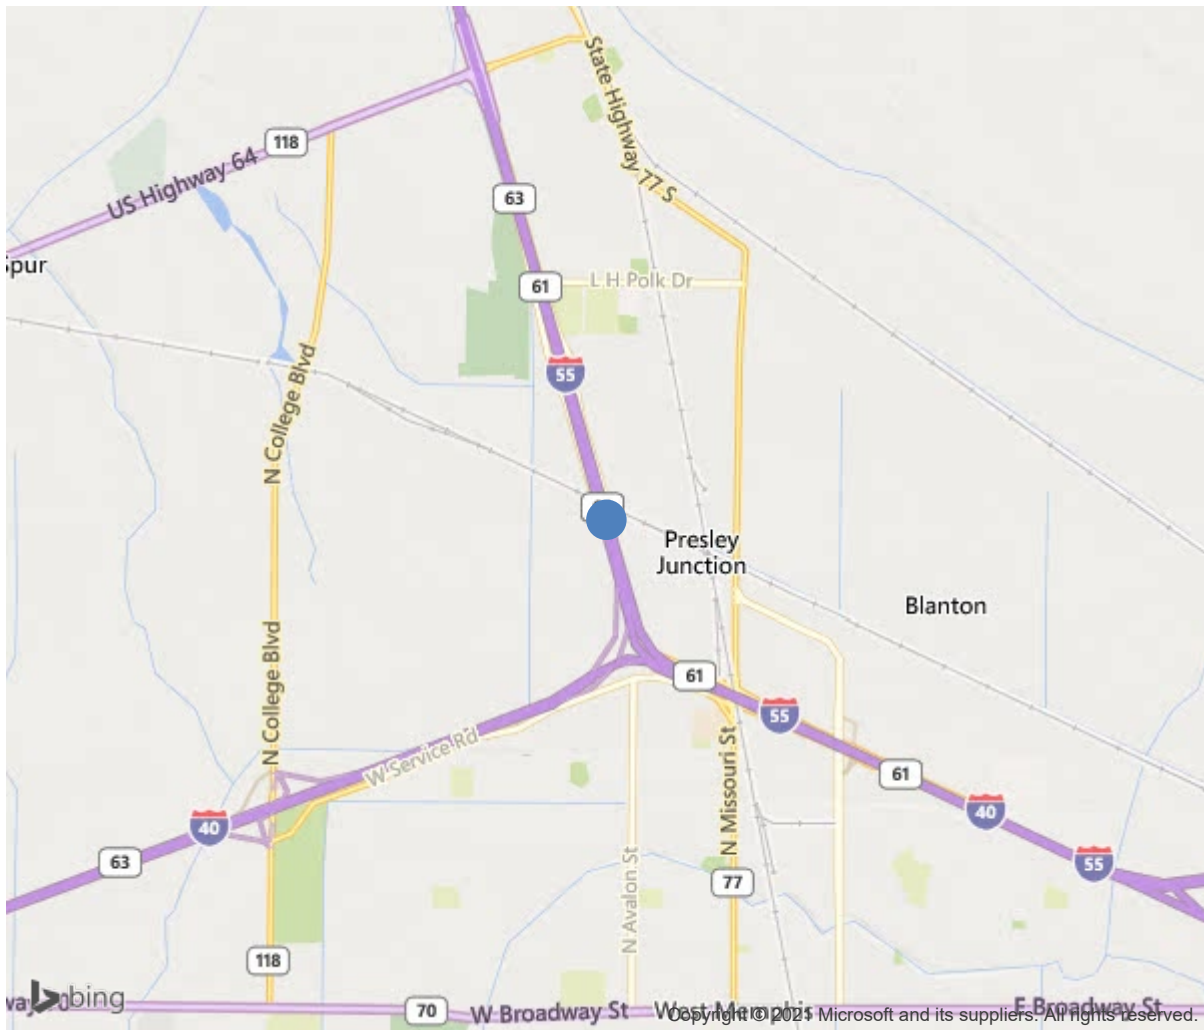 State Highway 77 S
118
US Highway 64
63
Spur
61
L H Polk Dr
55
N College Blvd
Presley
Junction
Blanton
N College Blvd
61
55
W Service Rd
61
40
40
N Missouri St
63
55
77
N Avalon St
118
bing
70
W Broadway St
West Memphis
E Broadway St
Copyright © 2021 Microsoft and its suppliers. All rights reserved.